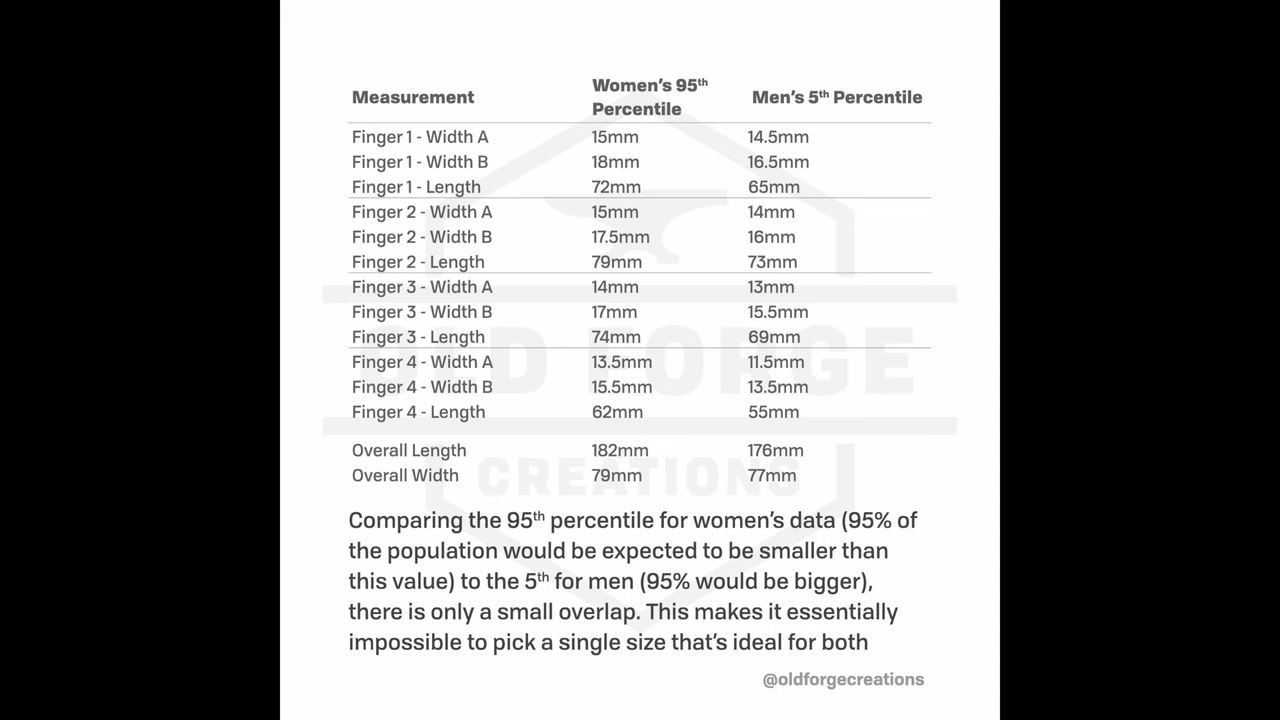 Measurement Women's 95th Percentile Men's 5th Percentile
Finger 1 - Width A 15mm 14.5mm
Finger 1 - Width B 18mm 16.5mm
Finger 1 - Length 72mm 65mm
Finger 2 - Width A 15mm 14mm
Finger 2 - Width B 17.5mm 16mm
Finger 2 - Length 79mm 73mm
Finger 3 - Width A 14mm 13mm
Finger 3 - Width B 17mm 15.5mm
Finger 3 - Length 74mm 69mm
Finger 4 - Width A 13.5mm 11.5mm
Finger 4 - Width B 15.5mm 13.5mm
Finger 4 - Length 62mm 55mm
Overall Length 182mm 176mm
Overall Width 79mm 77mm
OLD FORGE
CREATIONS
Comparing the 95th percentile for women's data (95% of
the population would be expected to be smaller than
this value) to the 5th for men (95% would be bigger),
there is only a small overlap. This makes it essentially
impossible to pick a single size that's ideal for both
@oldforgecreations